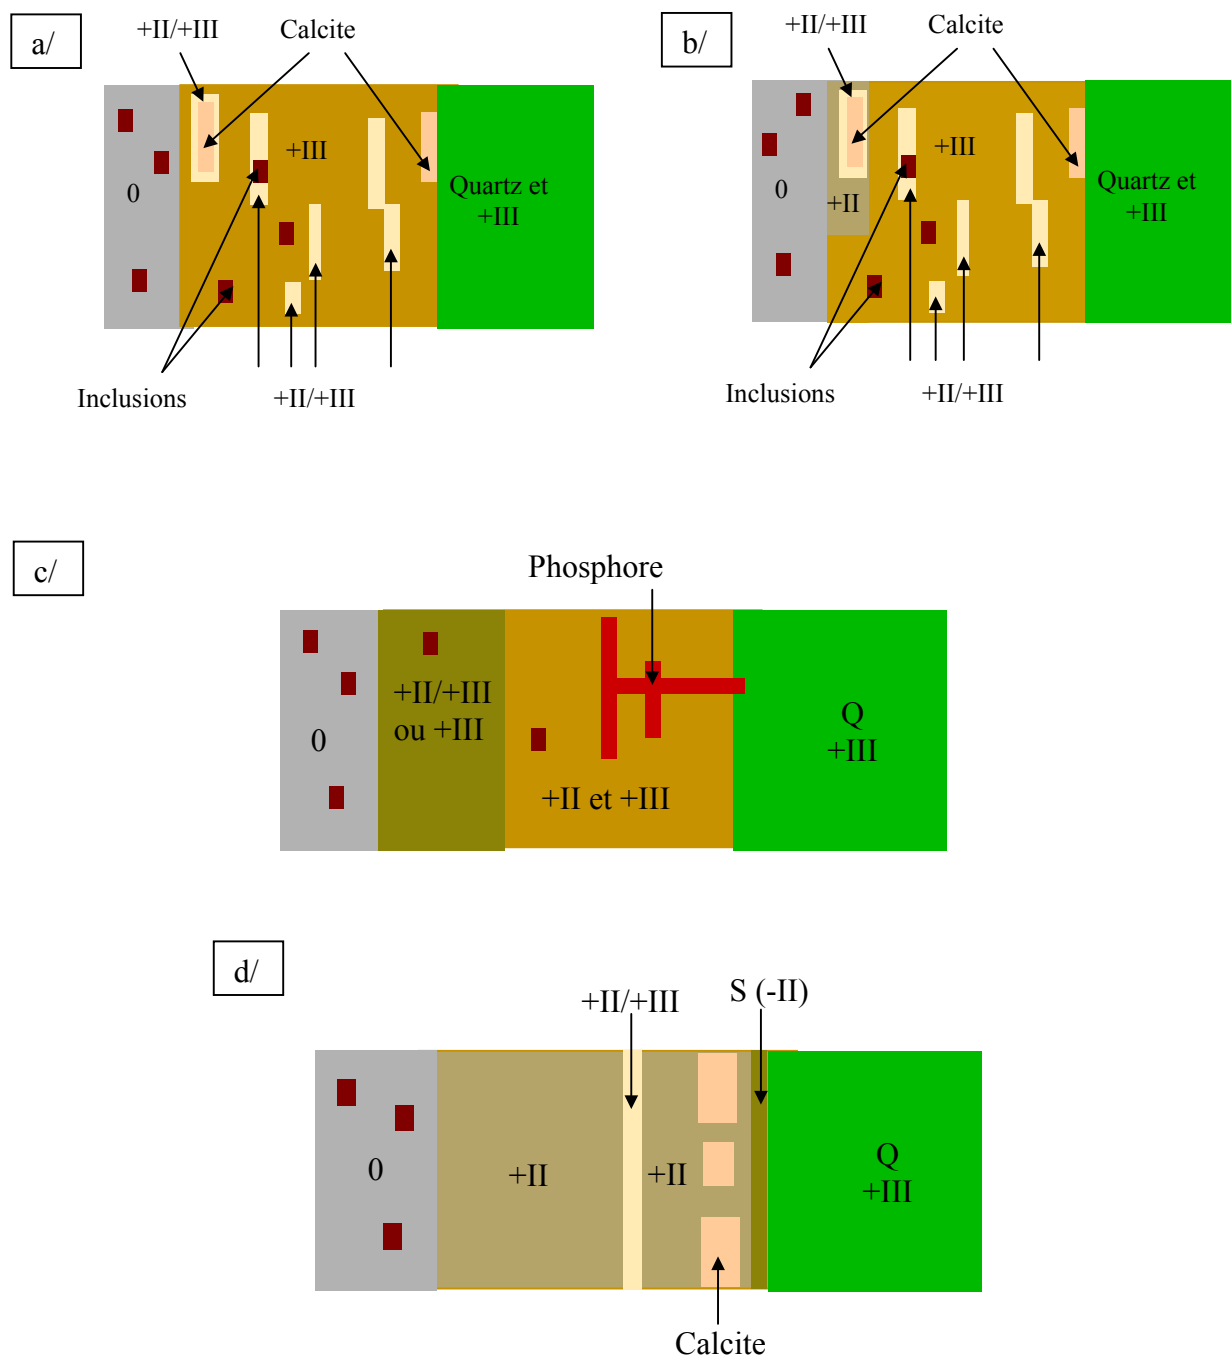 a/
+II/+III
Calcite
0
+III
Quartz et
+III
Inclusions
+II/+III
b/
+II/+III
Calcite
0
+II
+III
Quartz et
+III
Inclusions
+II/+III
c/
Phosphore
0
+II/+III
ou +III
+II et +III
Q
+III
d/
+II/+III
S (-II)
0
+II
+II
Q
+III
Calcite